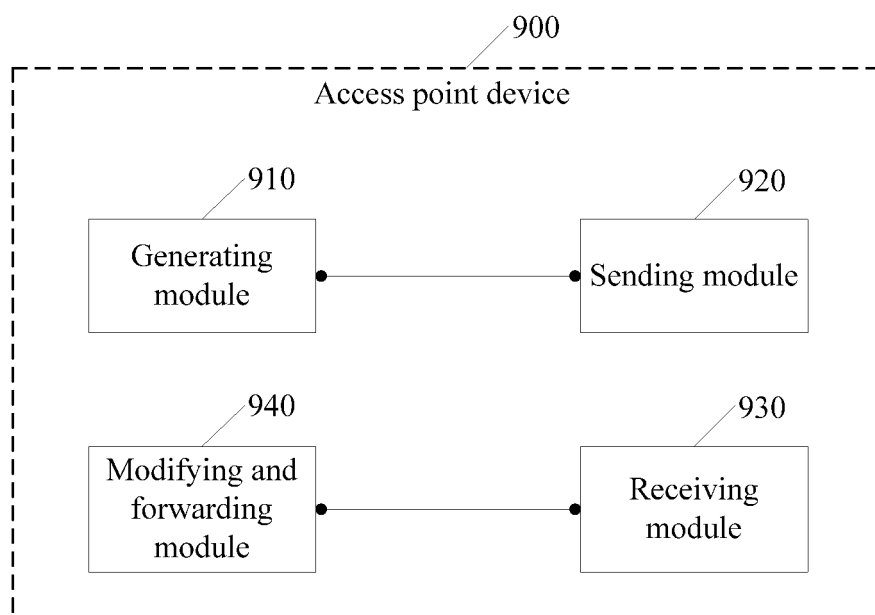 900
Access point device
910
920
Generating
module
Sending module
940
930
Modifying and
forwarding
module
Receiving
module